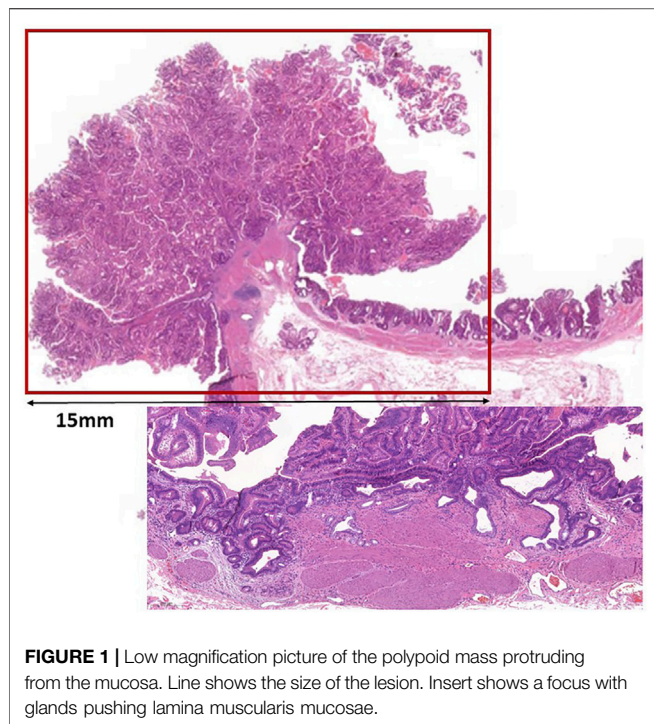 15mm
FIGURE 1 | Low magnification picture of the polypoid mass protruding
from the mucosa. Line shows the size of the lesion. Insert shows a focus with
glands pushing lamina muscularis mucosae.